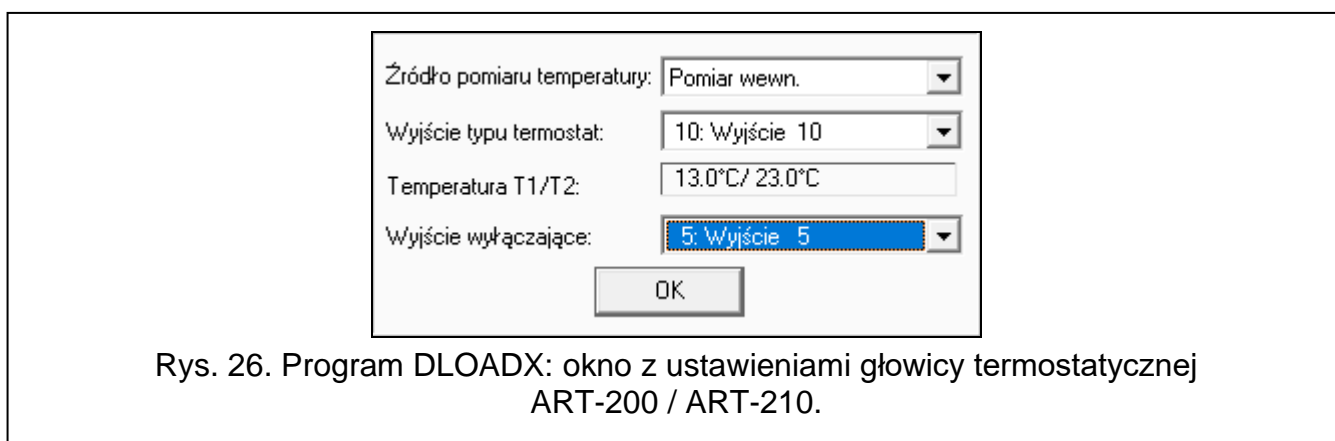 Źródło pomiaru temperatury: Pomiar wewn.
Wyjście typu termostat: 10: Wyjście 10
Temperatura T1/T2: 13.0°C/ 23.0°C
Wyjście wyłączające: 5: Wyjście 5
OK
Rys. 26. Program DLOADX: okno z ustawieniami głowicy termostatycznej
ART-200 / ART-210.